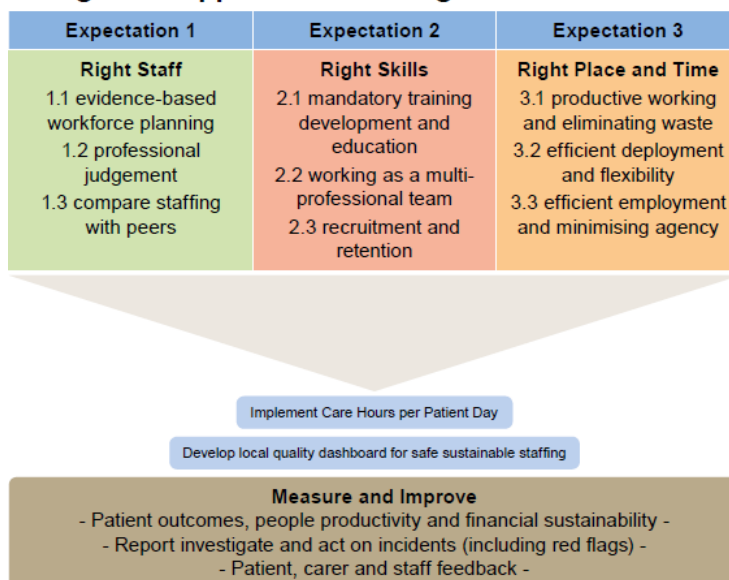 Expectation 1
Expectation 2
Expectation 3
Right Staff
1.1 evidence-based
workforce planning
1.2 professional
judgement
1.3 compare staffing
with peers
Right Skills
2.1 mandatory training
development and
education
2.2 working as a multi-
professional team
2.3 recruitment and
retention
Right Place and Time
3.1 productive working
and eliminating waste
3.2 efficient deployment
and flexibility
3.3 efficient employment
and minimising agency
Implement Care Hours per Patient Day
Develop local quality dashboard for safe sustainable staffing
Measure and Improve
- Patient outcomes, people productivity and financial sustainability -
- Report investigate and act on incidents (including red flags) -
- Patient, carer and staff feedback -